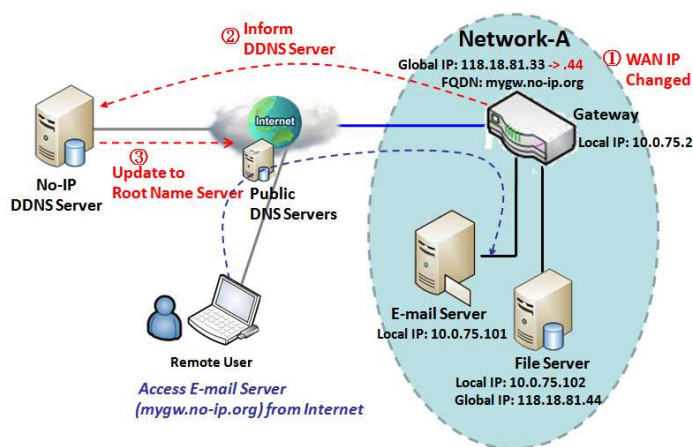 ② Inform
DDNS Server
Network-A
Global IP: 118.18.81.33 -> .44
FQDN: mygw.no-ip.org
① WAN IP
Changed
Gateway
Local IP: 10.0.75.2
Internet
③
Update to
Root Name Server
No-IP
DDNS Server
Public
DNS Servers
E-mail Server
Local IP: 10.0.75.101
Remote User
File Server
Local IP: 10.0.75.102
Global IP: 118.18.81.44
Access E-mail Server
(mygw.no-ip.org) from Internet